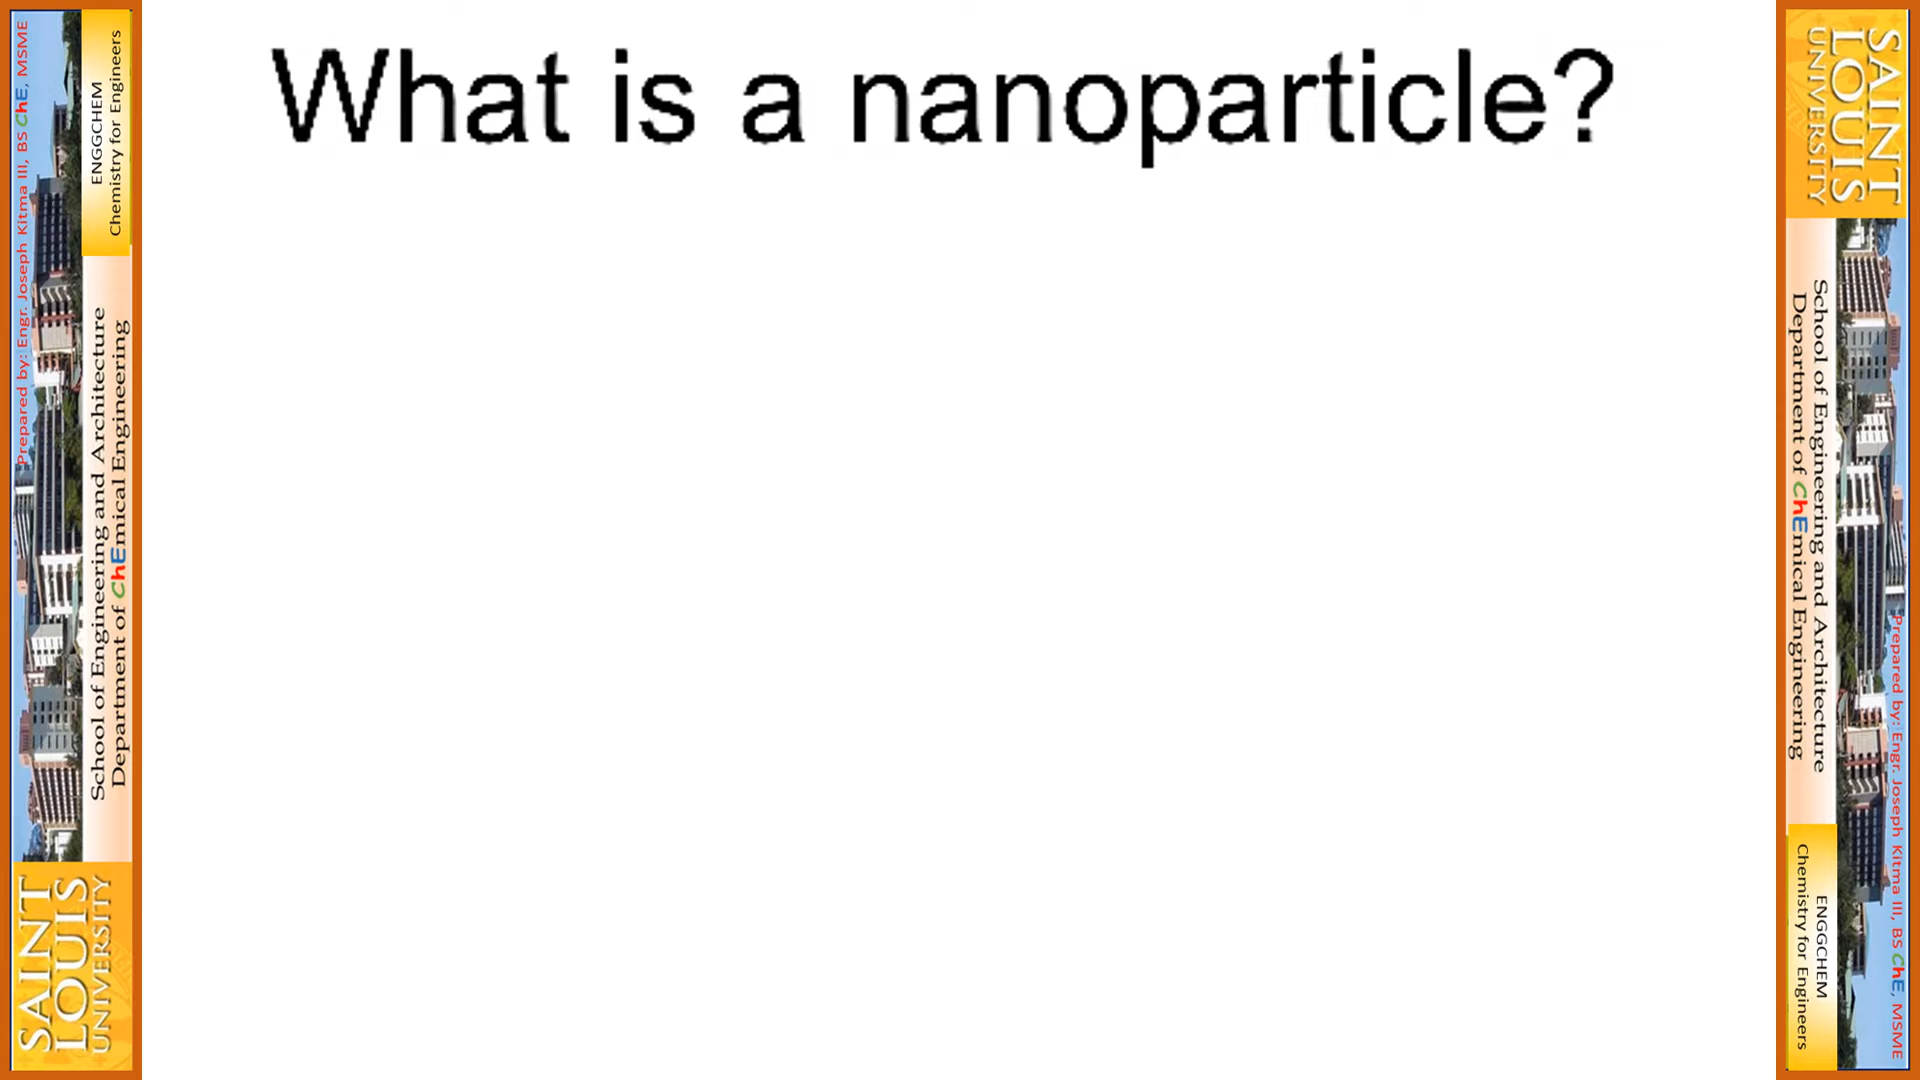 What is a nanoparticle?
Prepared by: Engr. Joseph Kitma III, BS ChE, MSME
ENGGCHEM
Chemistry for Engineers
School of Engineering and Architecture
Department of ChEmical Engineering
SAINT
LOUIS
UNIVERSITY
SAINT
LOUIS
UNIVERSITY
School of Engineering and Architecture
Department of ChEmical Engineering
Prepared by: Engr. Joseph Kitma III, BS ChE, MSME
ENGGCHEM
Chemistry for Engineers